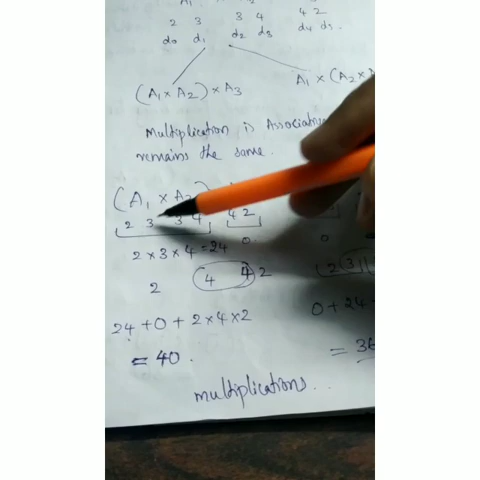 2 3 3 4 4 2
d0 d1 d2 d3 d4 d5
(A1 × A2) × A3 A1 × (A2 ×
Multiplication is Associative
remains the same.
(A1 × A2
2 3 3 4 4 2
2 × 3 × 4 = 24 0 0
2 4 4 2
24 + 0 + 2 × 4 × 2 0 + 24
= 40. = 36
multiplications..